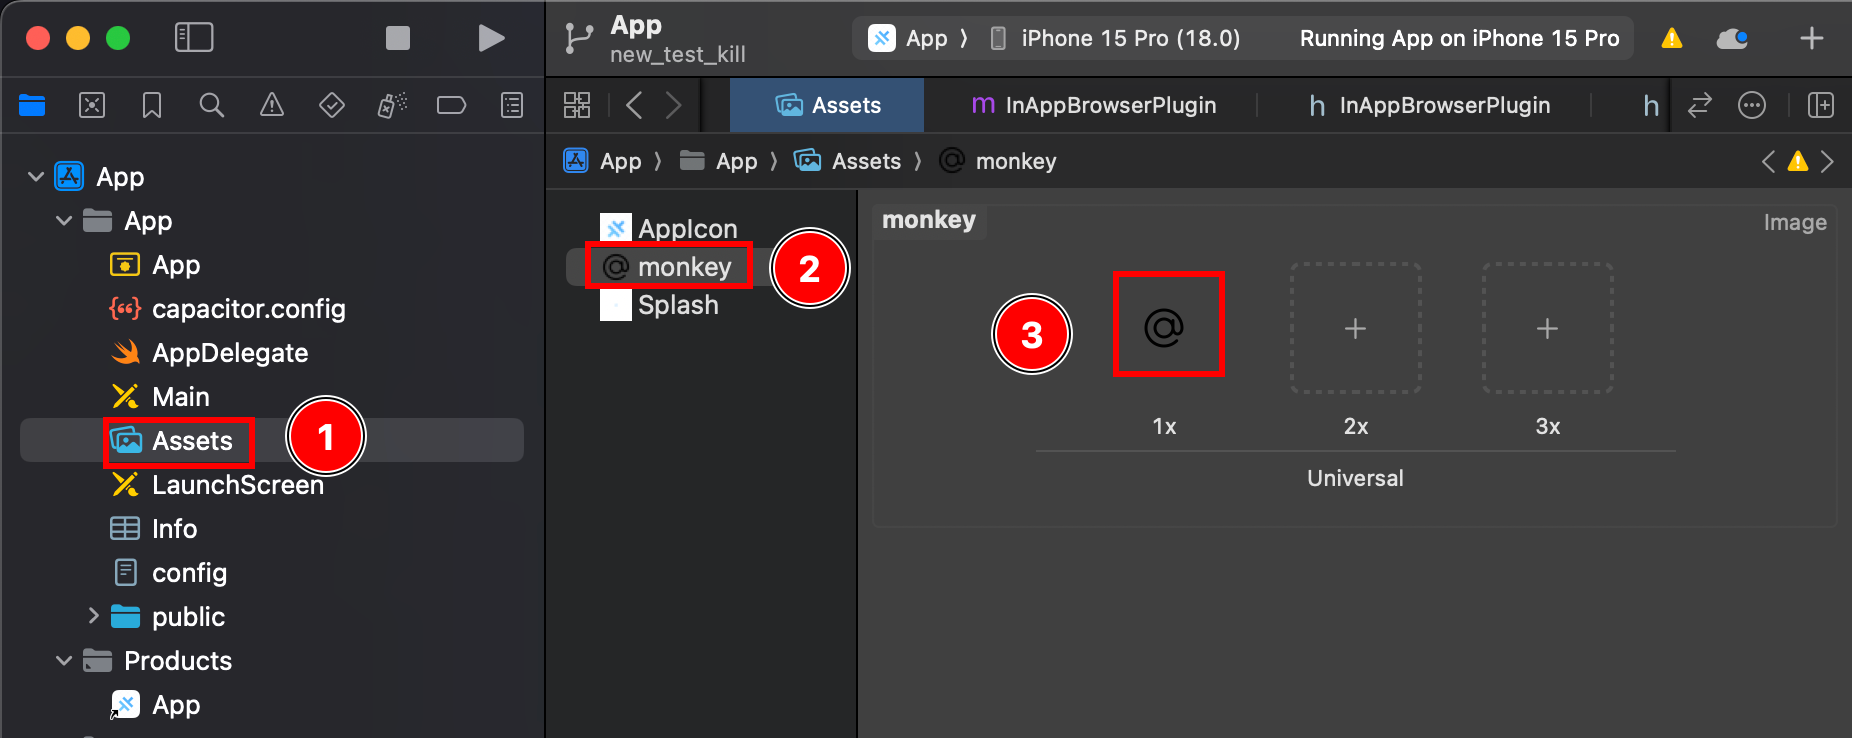 App
new_test_kill
App
iPhone 15 Pro (18.0)
Running App on iPhone 15 Pro
Assets
m InAppBrowserPlugin
h InAppBrowserPlugin
h
App
App
Assets
@ monkey
App
App
App
capacitor.config
AppDelegate
Main
Assets
1
LaunchScreen
Info
config
public
Products
App
AppIcon
@ monkey
2
Splash
monkey
Image
3
@
1x
2x
3x
Universal